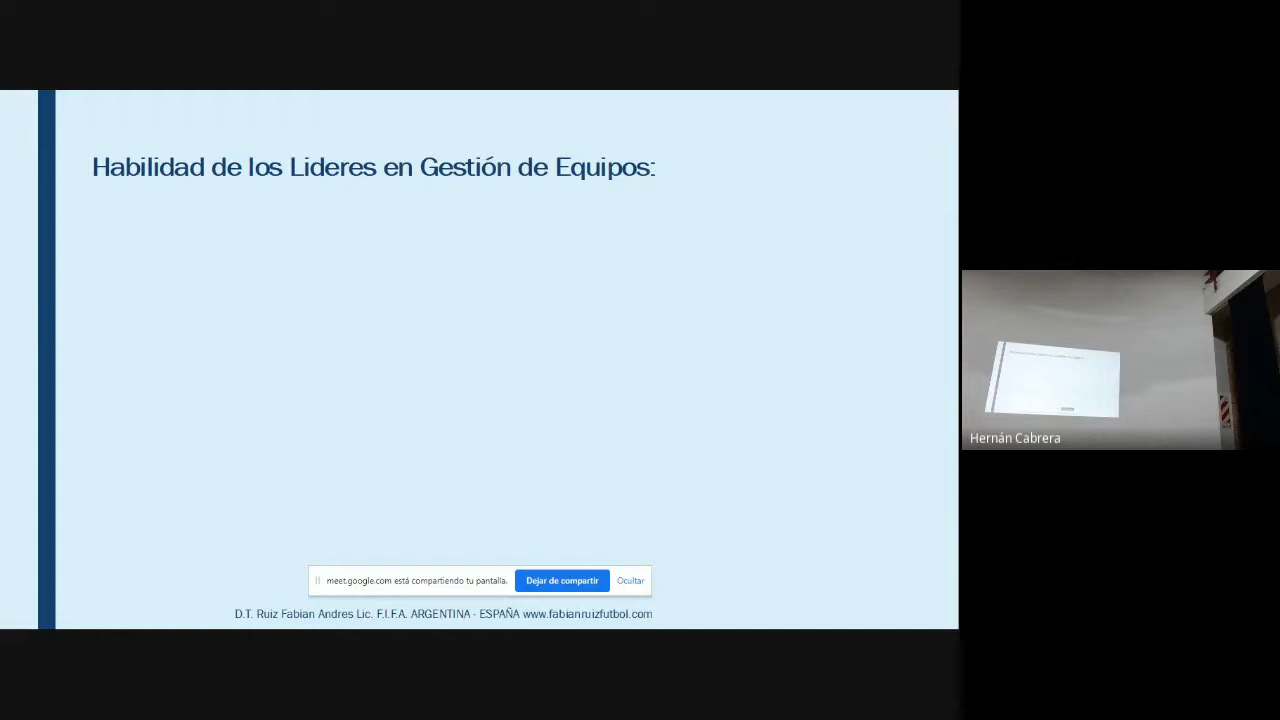 Habilidad de los Lideres en Gestión de Equipos:
meet.google.com está compartiendo tu pantalla.
Dejar de compartir
Ocultar
D.T. Ruiz Fabian Andres Lic. F.I.F.A. ARGENTINA - ESPAÑA www.fabianruizfutbol.com
Hernán Cabrera